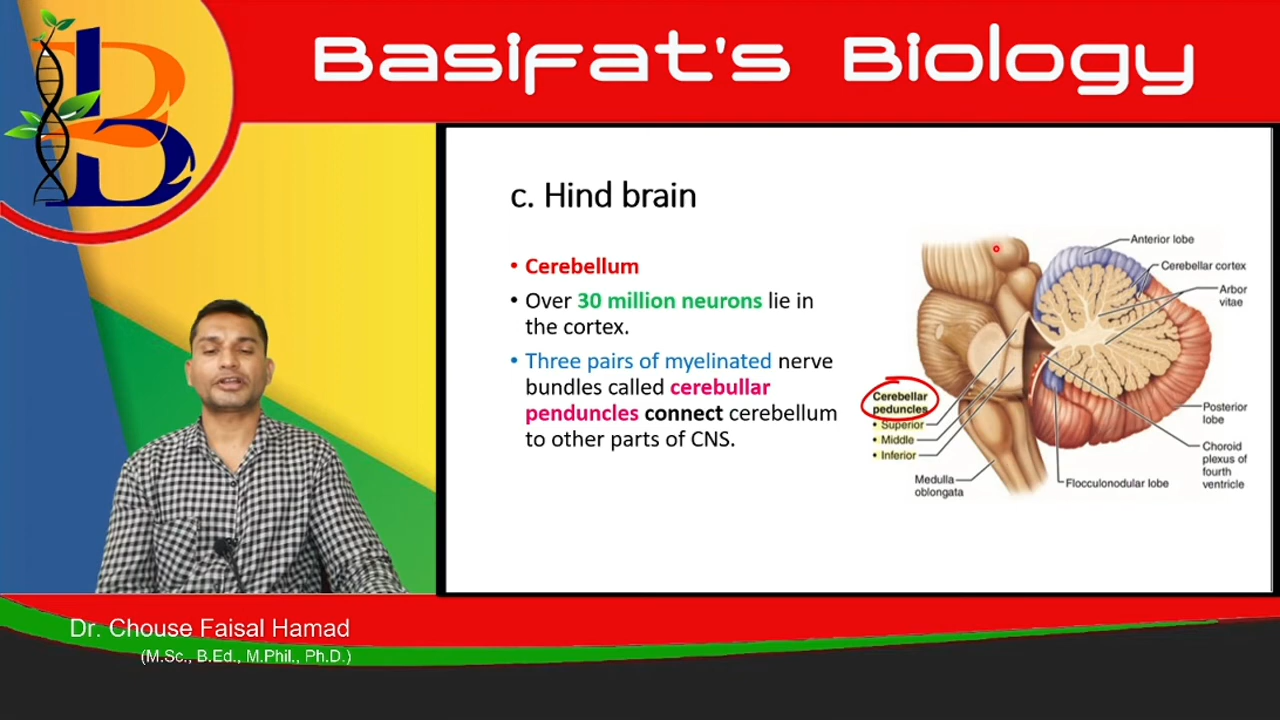 Basifat's Biology
c. Hind brain
• Cerebellum
• Over 30 million neurons lie in
the cortex.
• Three pairs of myelinated nerve
bundles called cerebullar
penduncles connect cerebellum
to other parts of CNS.
Anterior lobe
Cerebellar cortex
Arbor
vitae
Cerebellar
peduncles
• Superior
• Middle
• Inferior
Medulla
oblongata
Flocculonodular lobe
Posterior
lobe
Choroid
plexus of
fourth
ventricle
Dr. Chouse Faisal Hamad
(M.Sc., B.Ed., M.Phil., Ph.D.)